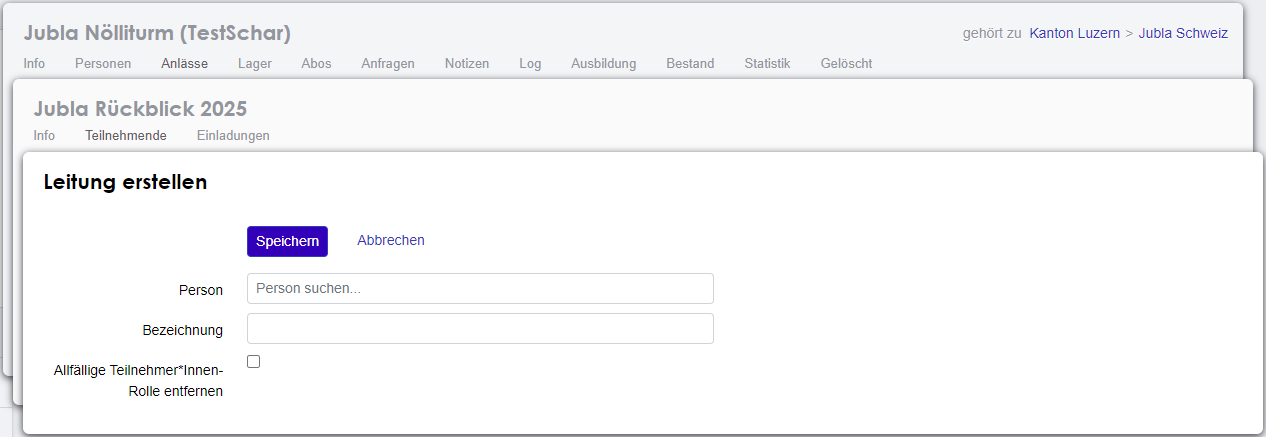 Jubla Nölliturm (TestSchar)
gehört zu Kanton Luzern > Jubla Schweiz
Info Personen Anlässe Lager Abos Anfragen Notizen Log Ausbildung Bestand Statistik Gelöscht
Jubla Rückblick 2025
Info Teilnehmende Einladungen
Leitung erstellen
Speichern Abbrechen
Person Person suchen...
Bezeichnung
Allfällige Teilnehmer*Innen-
Rolle entfernen